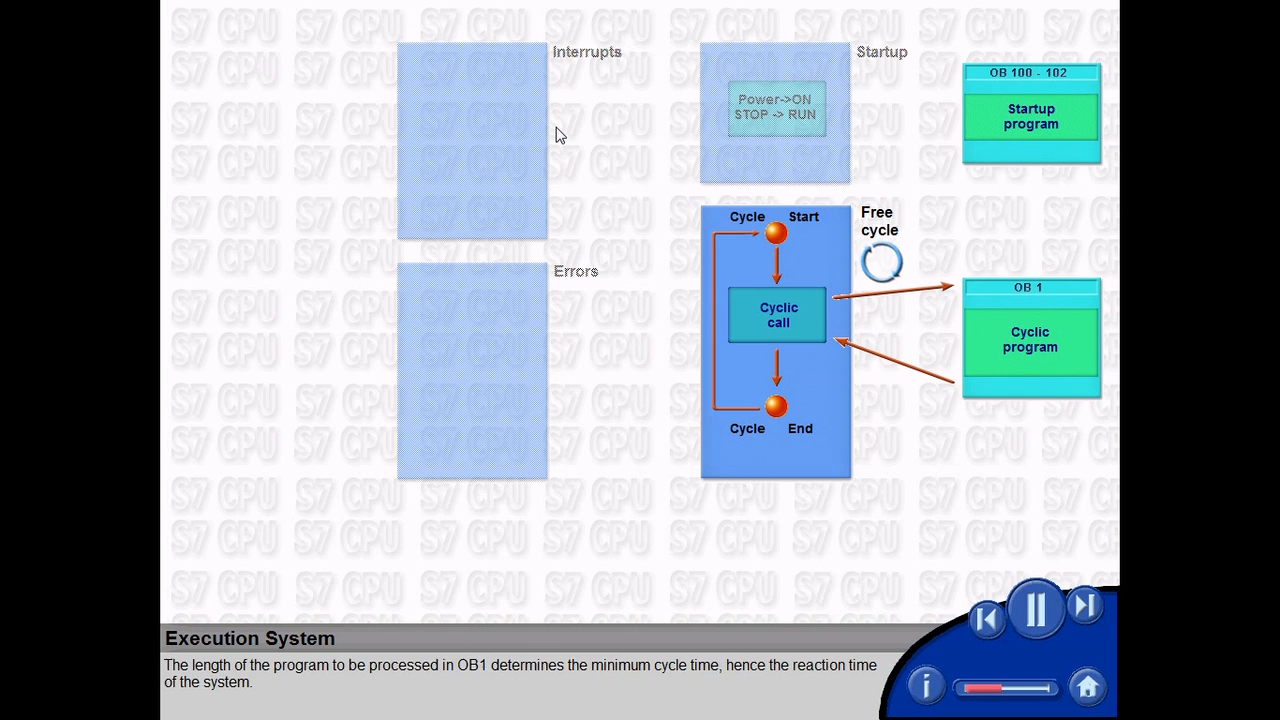 Interrupts
Startup
Power->ON
STOP -> RUN
OB 100 - 102
Startup
program
Errors
Cycle Start
Free
cycle
Cyclic
call
Cycle End
OB 1
Cyclic
program
S7 CPU
Execution System
The length of the program to be processed in OB1 determines the minimum cycle time, hence the reaction time
of the system.
i